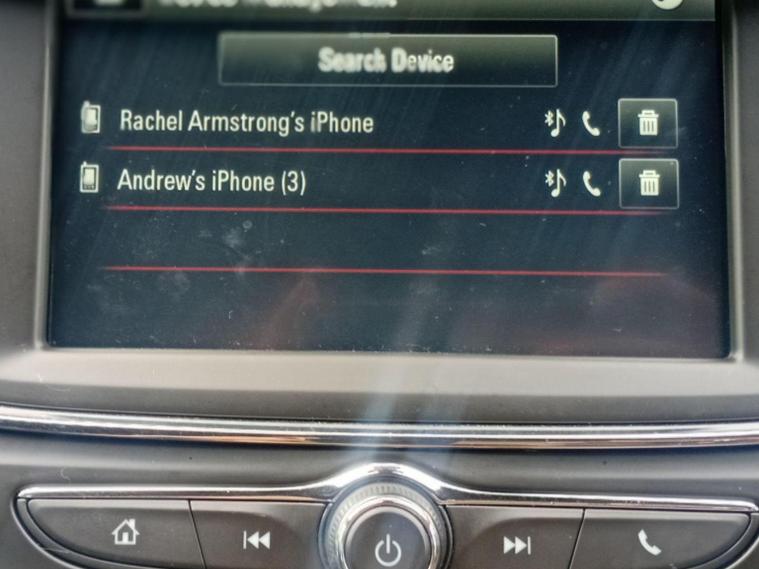 Search Device
Rachel Armstrong's iPhone
Andrew's iPhone (3)